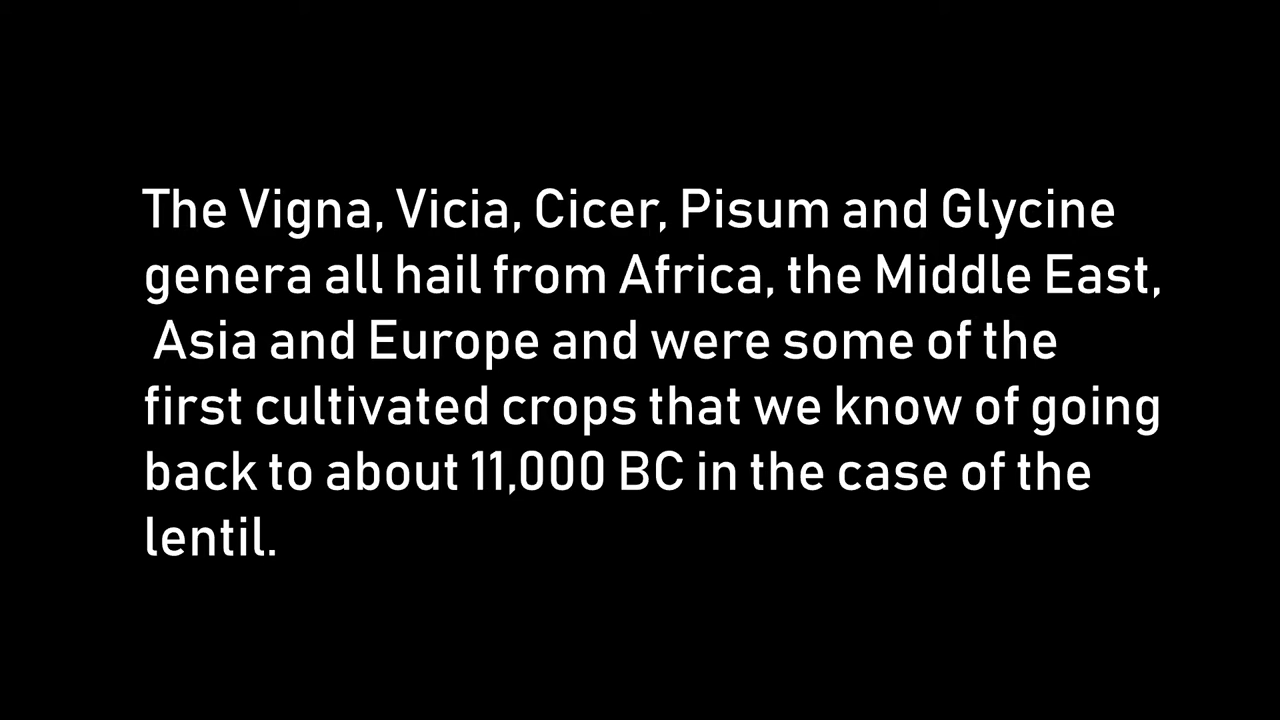 The Vigna, Vicia, Cicer, Pisum and Glycine
genera all hail from Africa, the Middle East,
Asia and Europe and were some of the
first cultivated crops that we know of going
back to about 11,000 BC in the case of the
lentil.